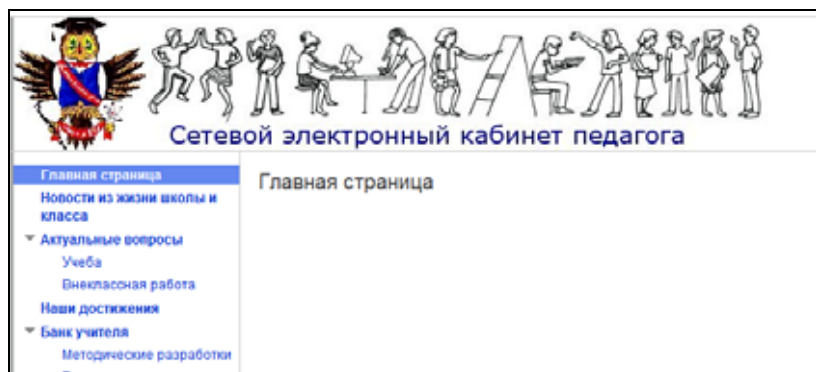 Сетевой электронный кабинет педагога
Главная страница
Новости из жизни школы и
класса
Актуальные вопросы
Учеба
Внеклассная работа
Наши достижения
Банк учителя
Методические разработки
Главная страница